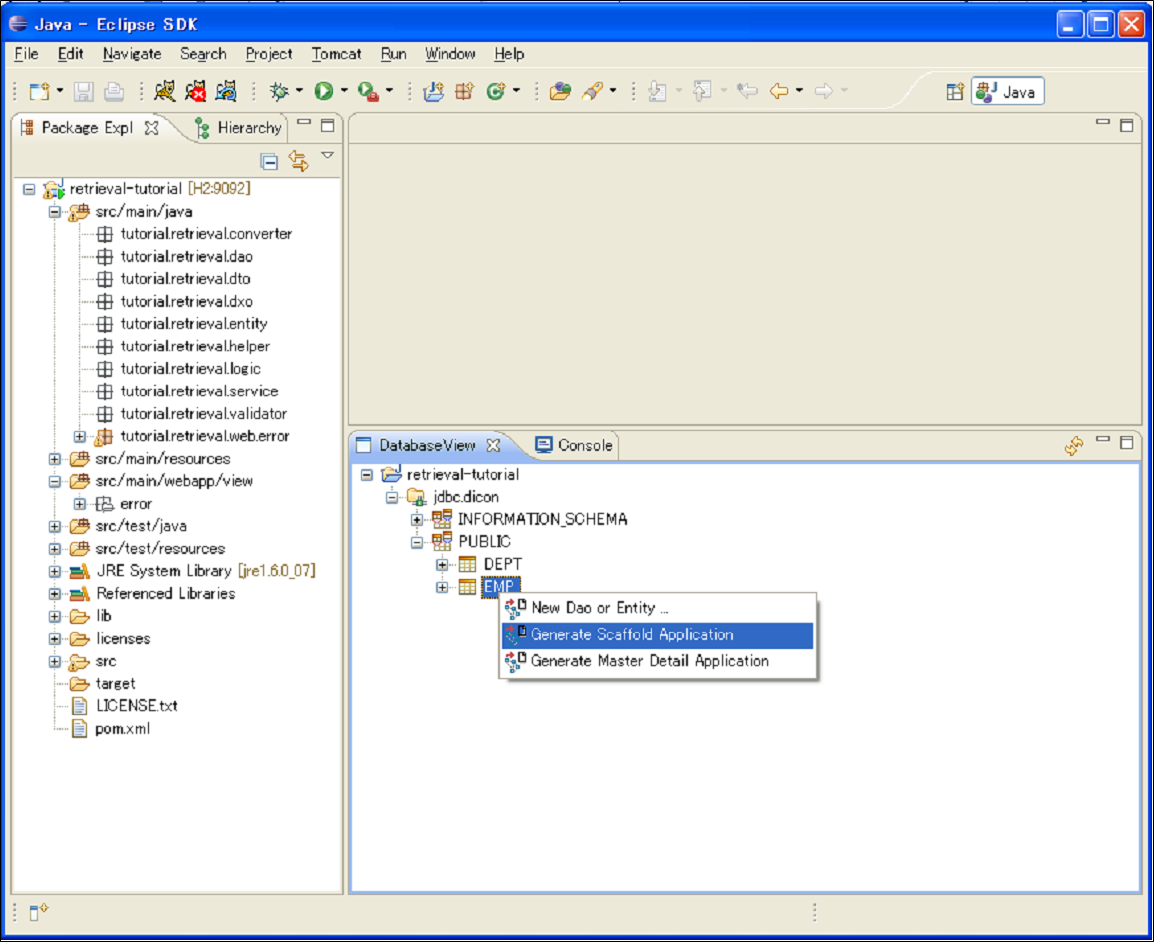 Java - Eclipse SDK
File Edit Navigate Search Project Tomcat Run Window Help
Java
Package Expl Hierarchy
retrieval-tutorial [H2:9092]
src/main/java
tutorial.retrieval.converter
tutorial.retrieval.dao
tutorial.retrieval.dto
tutorial.retrieval.dxo
tutorial.retrieval.entity
tutorial.retrieval.helper
tutorial.retrieval.logic
tutorial.retrieval.service
tutorial.retrieval.validator
tutorial.retrieval.web.error
src/main/resources
src/main/webapp/view
error
src/test/java
src/test/resources
JRE System Library [jre1.6.0_07]
Referenced Libraries
lib
licenses
src
target
LICENSE.txt
pom.xml
DatabaseView Console
retrieval-tutorial
jdbc.dicon
INFORMATION_SCHEMA
PUBLIC
DEPT
EMP
New Dao or Entity ...
Generate Scaffold Application
Generate Master Detail Application